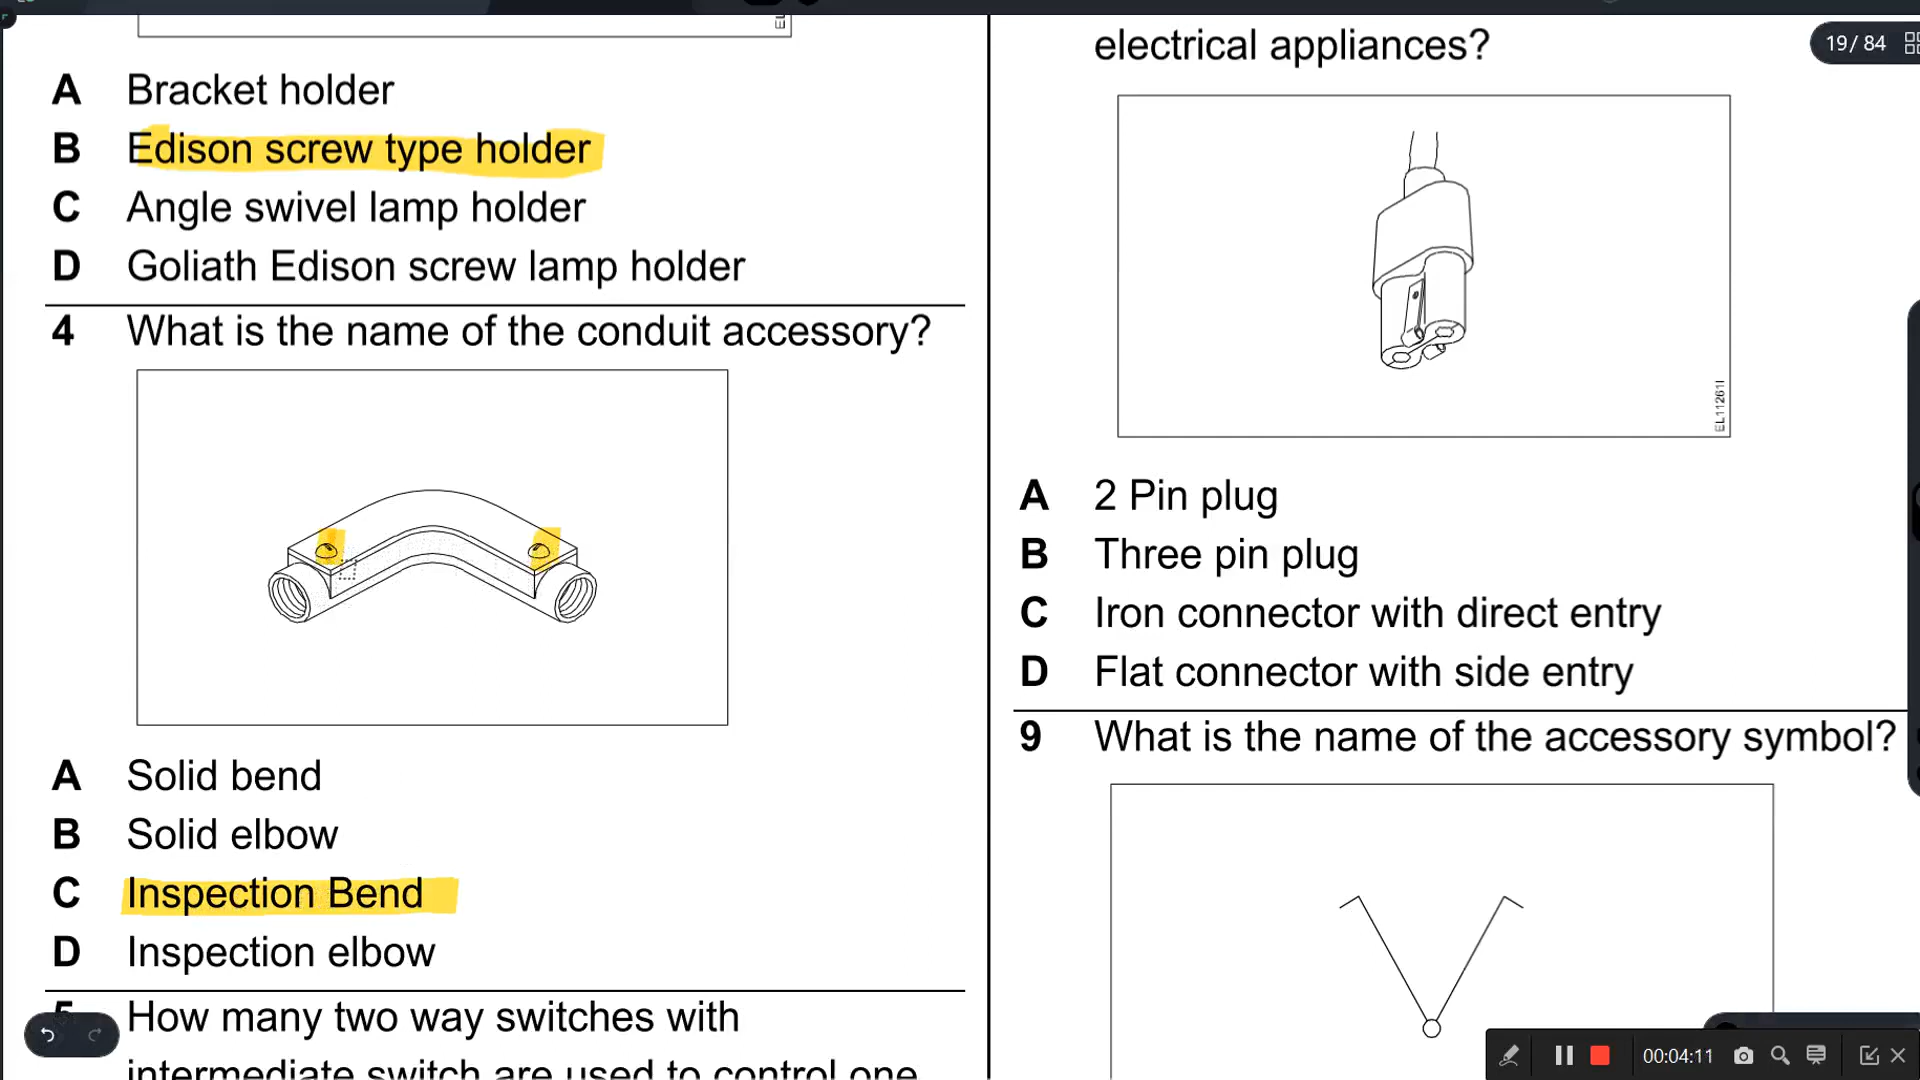 A Bracket holder
B Edison screw type holder
C Angle swivel lamp holder
D Goliath Edison screw lamp holder
4 What is the name of the conduit accessory?
A Solid bend
B Solid elbow
C Inspection Bend
D Inspection elbow
5 How many two way switches with
intermediate switch are used to control one
electrical appliances?
EL11261I
A 2 Pin plug
B Three pin plug
C Iron connector with direct entry
D Flat connector with side entry
9 What is the name of the accessory symbol?
19/ 84
00:04:11